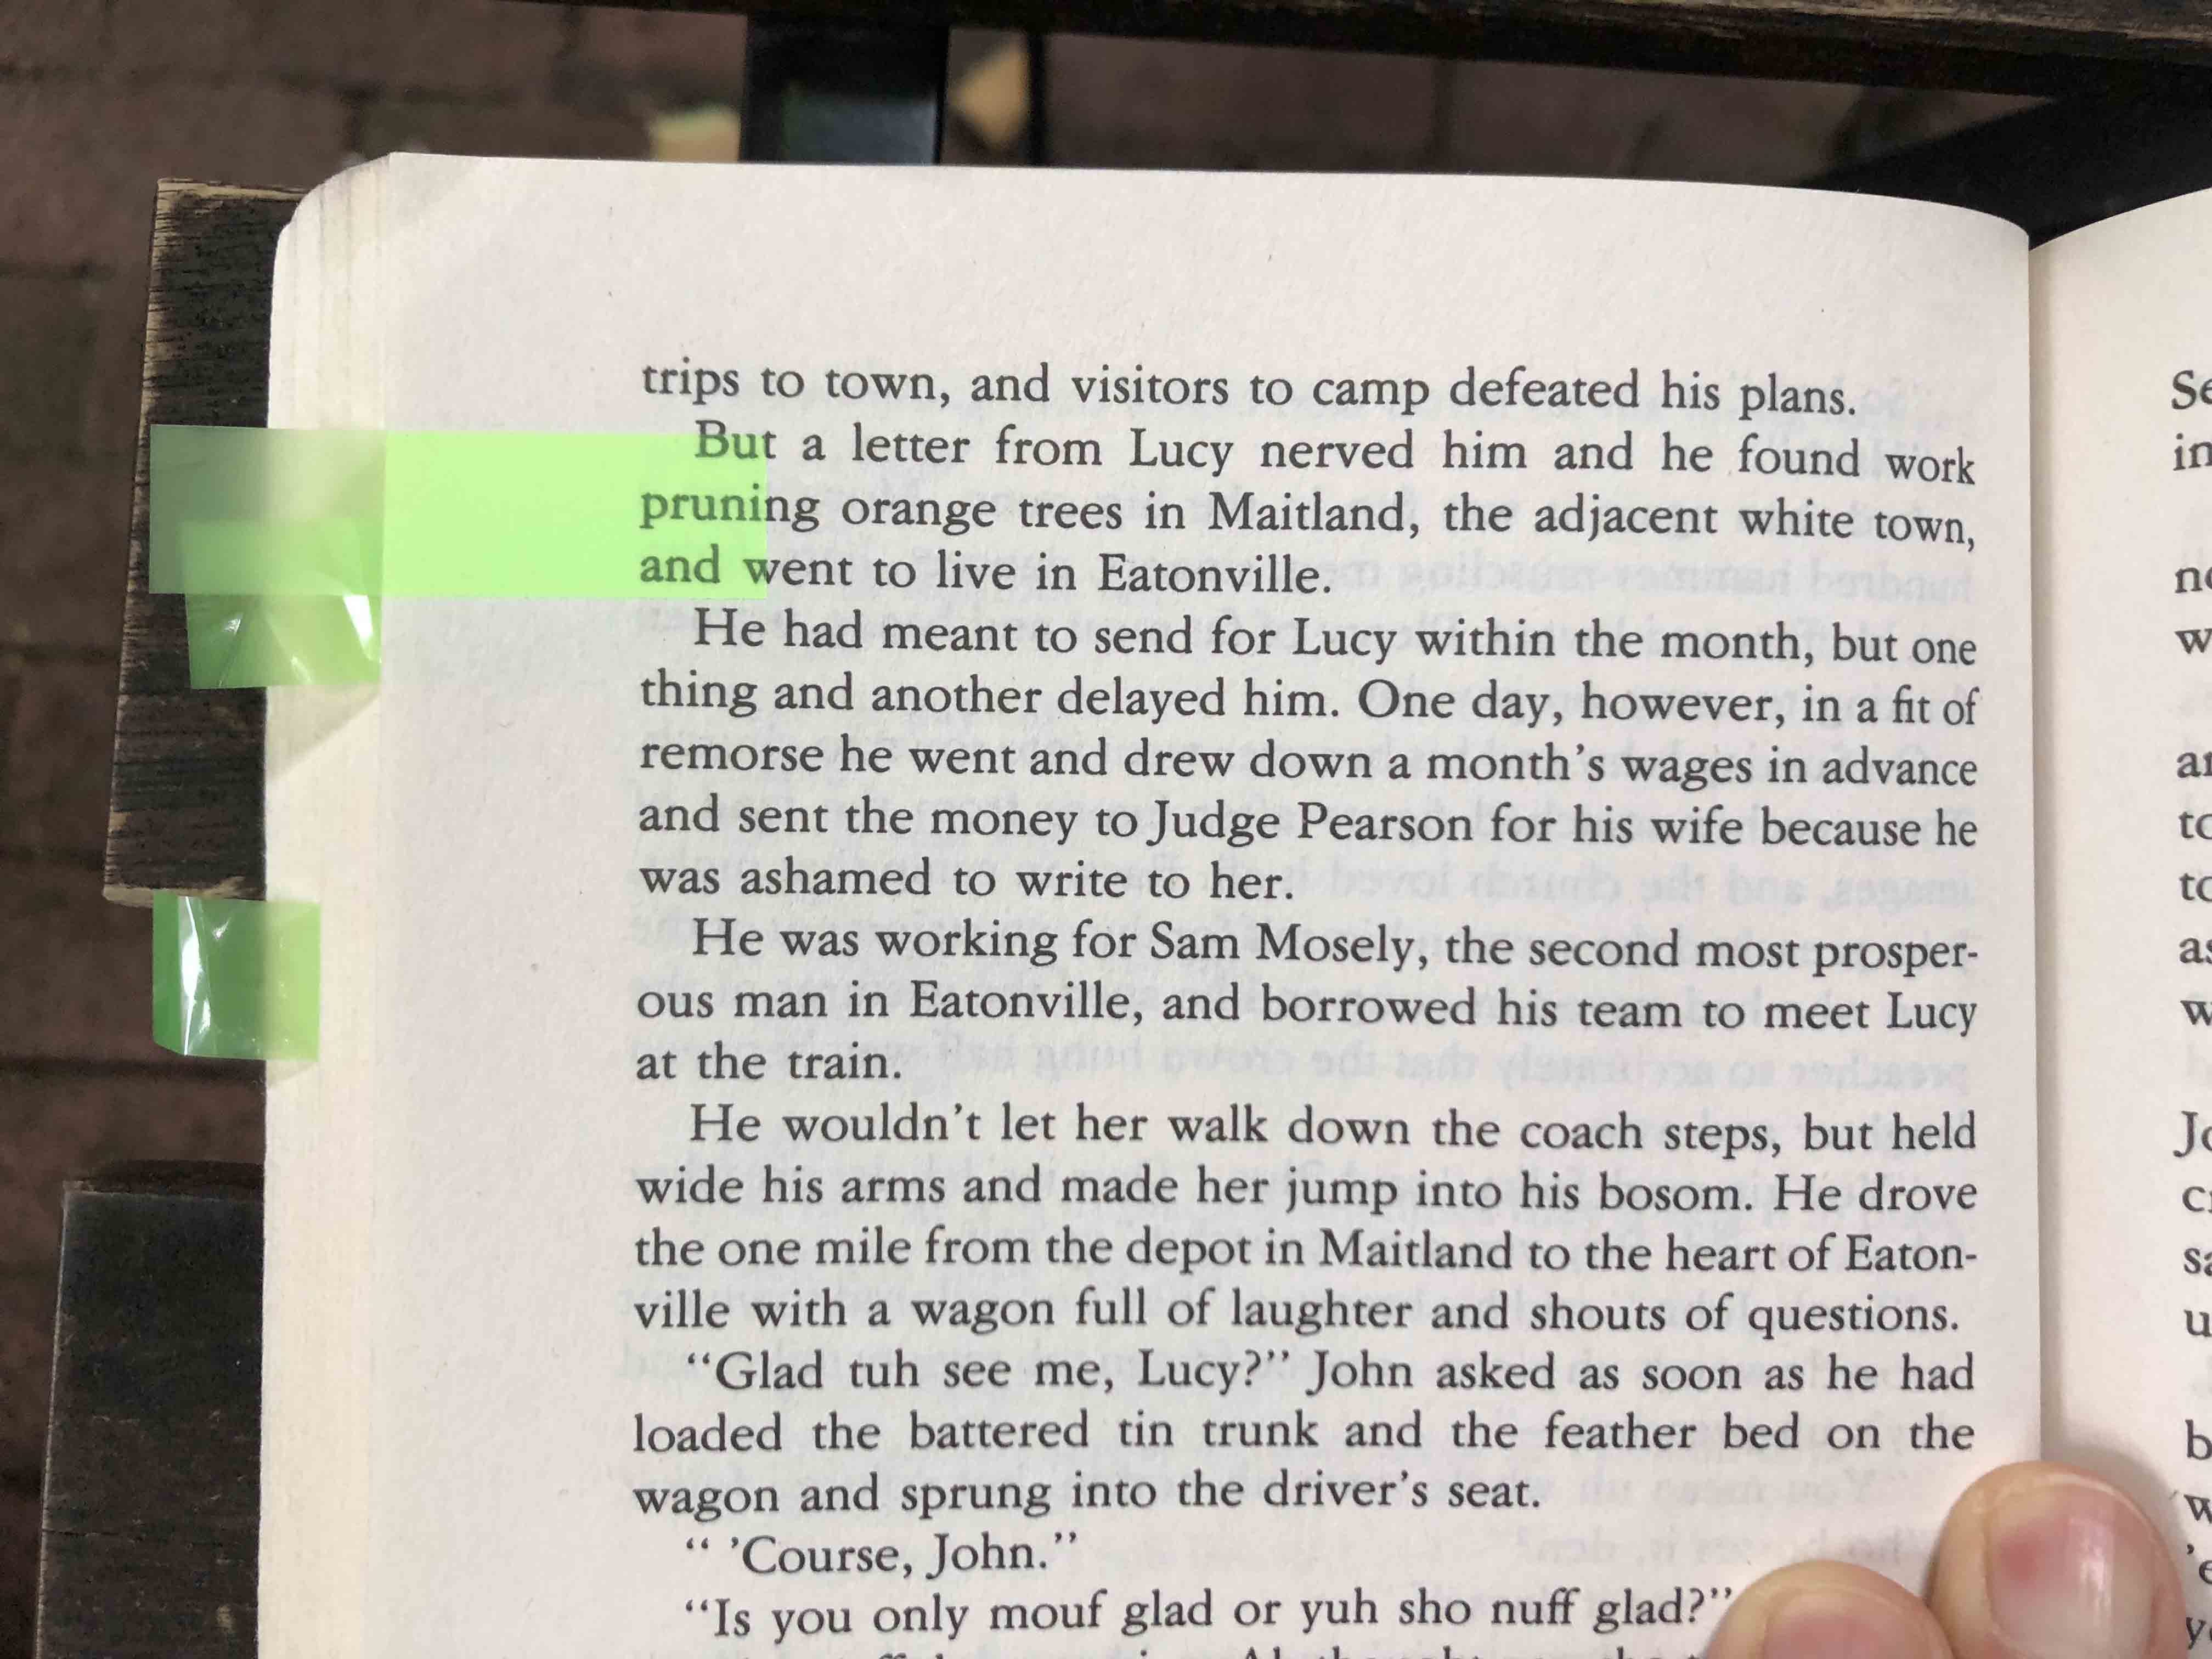 trips to town, and visitors to camp defeated his plans.
But a letter from Lucy nerved him and he found work
pruning orange trees in Maitland, the adjacent white town,
and went to live in Eatonville.
He had meant to send for Lucy within the month, but one
thing and another delayed him. One day, however, in a fit of
remorse he went and drew down a month's wages in advance
and sent the money to Judge Pearson for his wife because he
was ashamed to write to her.
He was working for Sam Mosely, the second most prosper-
ous man in Eatonville, and borrowed his team to meet Lucy
at the train.
He wouldn't let her walk down the coach steps, but held
wide his arms and made her jump into his bosom. He drove
the one mile from the depot in Maitland to the heart of Eaton-
ville with a wagon full of laughter and shouts of questions.
“Glad tuh see me, Lucy?” John asked as soon as he had
loaded the battered tin trunk and the feather bed on the
wagon and sprung into the driver's seat.
“ 'Course, John.”
“Is you only mouf glad or yuh sho nuff glad?”